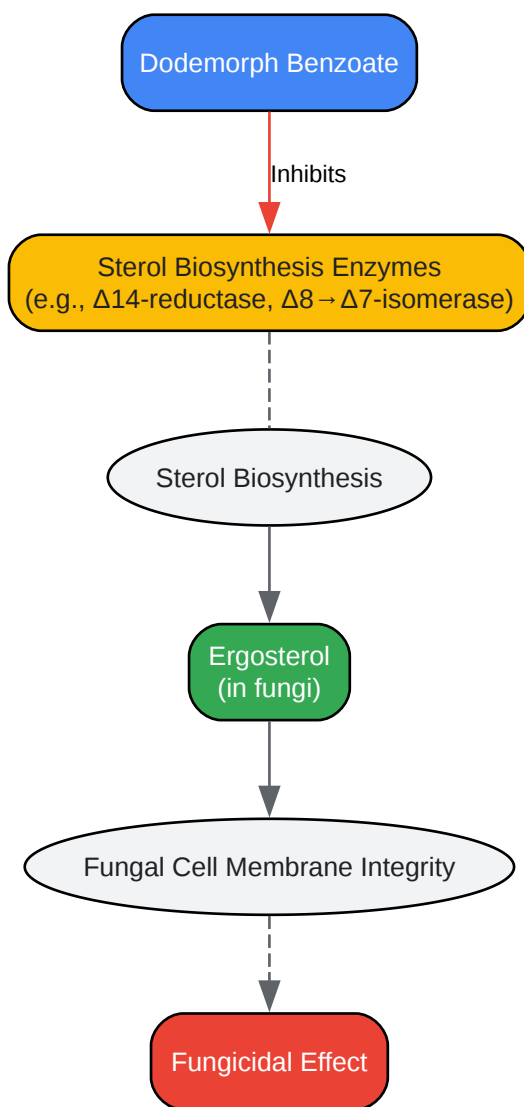 Dodemorph Benzoate
Inhibits
Sterol Biosynthesis Enzymes
(e.g., Δ14-reductase, Δ8→Δ7-isomerase)
Sterol Biosynthesis
Ergosterol
(in fungi)
Fungal Cell Membrane Integrity
Fungicidal Effect